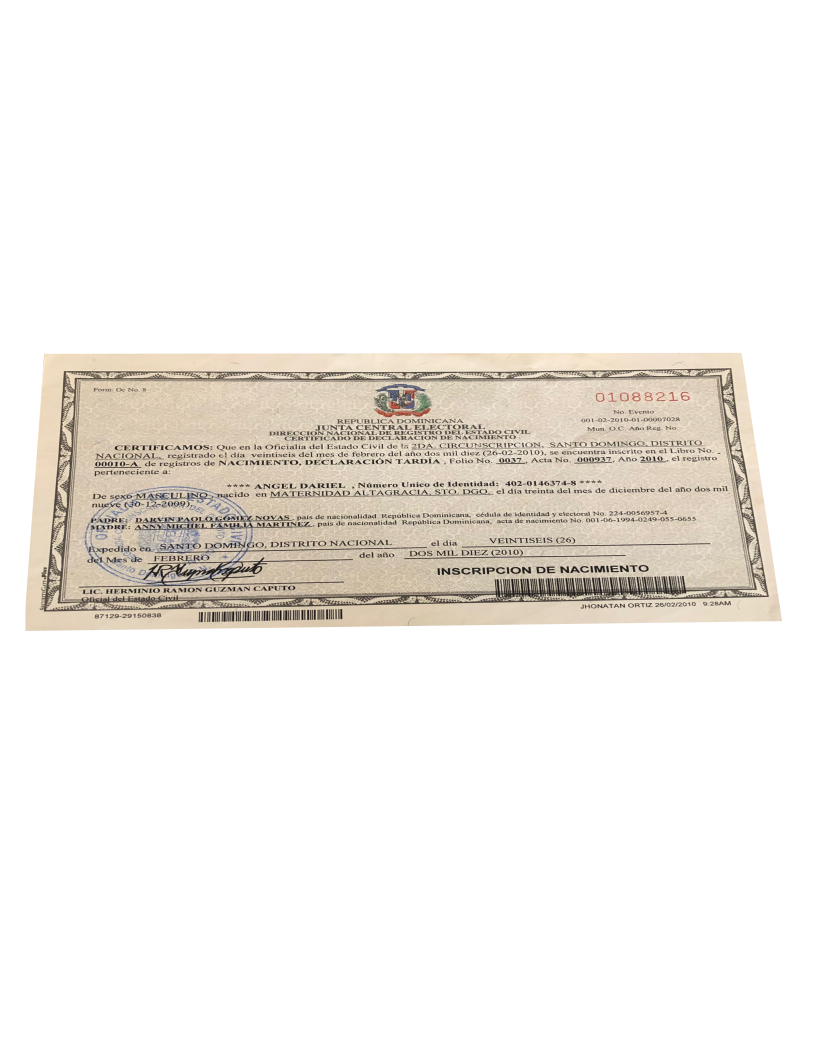 Form: Oc No. 8
01088216
No. Evento
001-02-2010-01-00007028
Mun. O.C. Año Reg. No.
REPUBLICA DOMINICANA
JUNTA CENTRAL ELECTORAL
DIRECCION NACIONAL DE REGISTRO DEL ESTADO CIVIL
CERTIFICADO DE DECLARACION DE NACIMIENTO
CERTIFICAMOS: Que en la Oficialía del Estado Civil de la 2DA. CIRCUNSCRIPCION, SANTO DOMINGO, DISTRITO
NACIONAL, registrado el día veintiseis del mes de febrero del año dos mil diez (26-02-2010), se encuentra inscrito en el Libro No.
00010-A de registros de NACIMIENTO, DECLARACIÓN TARDÍA, Folio No. 0037, Acta No. 000937, Año 2010, el registro
perteneciente a:
**** ANGEL DARIEL , Número Unico de Identidad: 402-0146374-8 ****
De sexo MASCULINO, nacido en MATERNIDAD ALTAGRACIA, STO. DGO. el día treinta del mes de diciembre del año dos mil
nueve (30-12-2009).
PADRE: DARVIN PAOLO GÓMEZ NOVAS, país de nacionalidad República Dominicana, cédula de identidad y electoral No. 224-0056957-4
MADRE: ANNY MICHEL FAMILIA MARTINEZ, país de nacionalidad República Dominicana, acta de nacimiento No. 001-06-1994-0249-055-0655
Expedido en SANTO DOMINGO, DISTRITO NACIONAL el día VEINTISEIS (26)
del Mes de FEBRERO del año DOS MIL DIEZ (2010)
INSCRIPCION DE NACIMIENTO
LIC. HERMINIO RAMON GUZMAN CAPUTO
Oficial del Estado Civil
JHONATAN ORTIZ 26/02/2010 9:28AM
87129-29150838